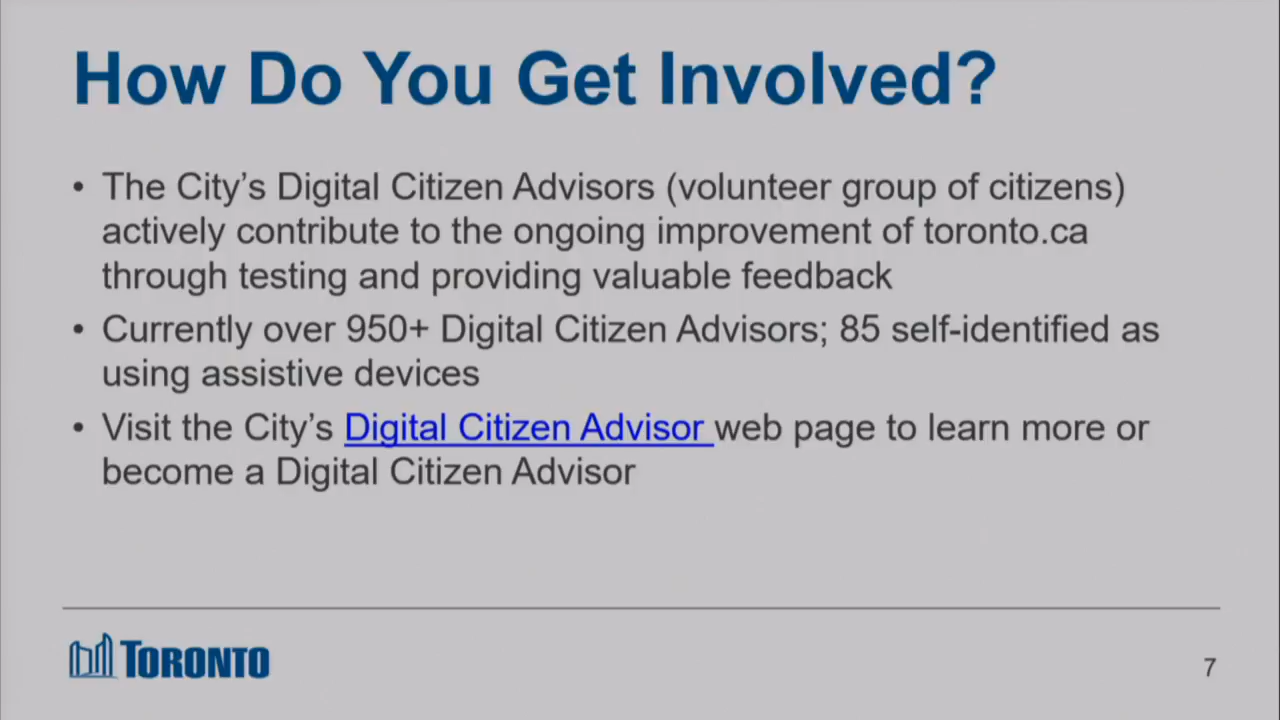 How Do You Get Involved?
• The City’s Digital Citizen Advisors (volunteer group of citizens)
actively contribute to the ongoing improvement of toronto.ca
through testing and providing valuable feedback
• Currently over 950+ Digital Citizen Advisors; 85 self-identified as
using assistive devices
• Visit the City’s Digital Citizen Advisor web page to learn more or
become a Digital Citizen Advisor
TORONTO
7